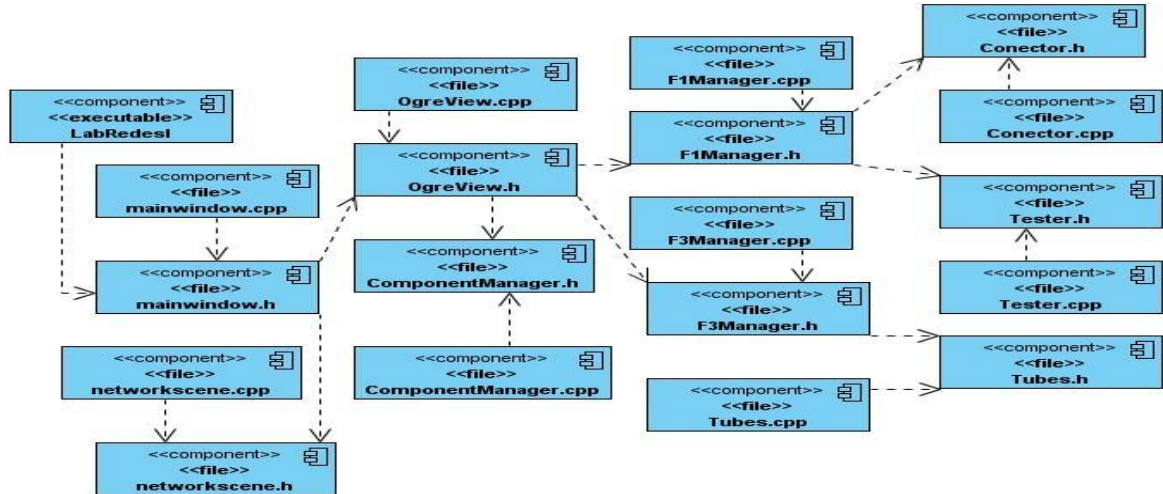 <<component>>
<<executable>>
LabRedesI
<<component>>
<<file>>
mainwindow.cpp
<<component>>
<<file>>
mainwindow.h
<<component>>
<<file>>
networkscene.cpp
<<component>>
<<file>>
networkscene.h
<<component>>
<<file>>
OgreView.cpp
<<component>>
<<file>>
OgreView.h
<<component>>
<<file>>
ComponentManager.h
<<component>>
<<file>>
ComponentManager.cpp
<<component>>
<<file>>
F1Manager.cpp
<<component>>
<<file>>
F1Manager.h
<<component>>
<<file>>
F3Manager.cpp
<<component>>
<<file>>
F3Manager.h
<<component>>
<<file>>
Tubes.cpp
<<component>>
<<file>>
Conector.h
<<component>>
<<file>>
Conector.cpp
<<component>>
<<file>>
Tester.h
<<component>>
<<file>>
Tester.cpp
<<component>>
<<file>>
Tubes.h